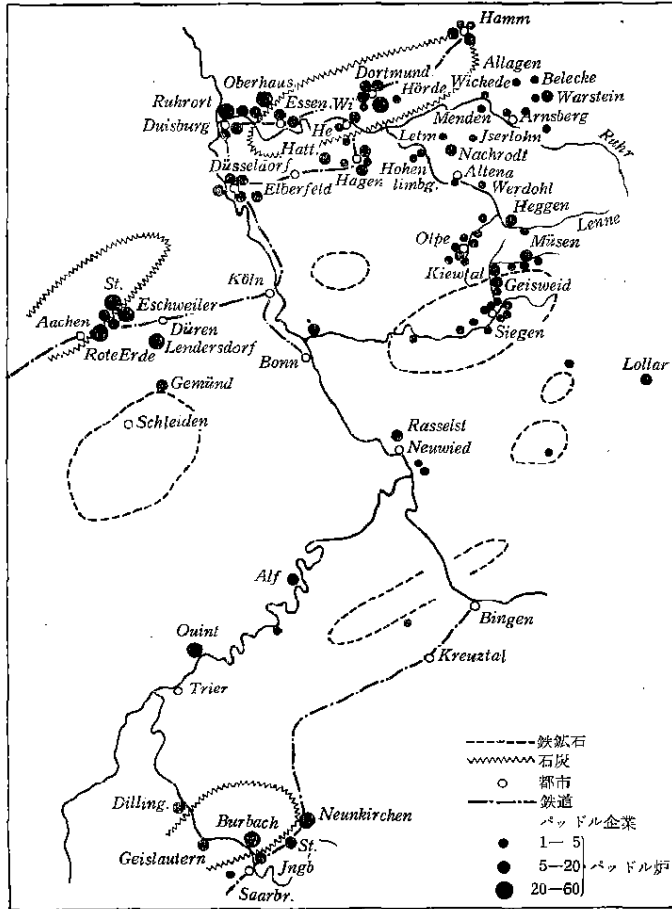 Hamm
Allagen
Dortmund
Wickede
Belecke
Oberhaus
Hörde
Ruhrort
Essen
Wi
Warstein
Menden
Arnsberg
Duisburg
He
Letm
Jserlohn
Ruhr
Hatt.
Nachrodt
Düsseldorf
Hohen
limbg.
Altena
Elberfeld
Hagen
Werdohl
Heggen
Lenne
Olpe
Müsen
Köln
Kiewtal
St.
Geisweid
Eschweiler
Aachen
Düren
Siegen
Rote Erde
Lendersdorf
Bonn
Lollar
Gemünd
Schleiden
Rasselst
Neuwied
Alf
Bingen
Quint
Kreuztal
Trier
Dilling.
Burbach
Neunkirchen
St.
Geislautern
Jngb
Saarbr.
鉄鉱石
石炭
都市
鉄道
パッドル企業
1—5
5—20 パッドル炉
20—60